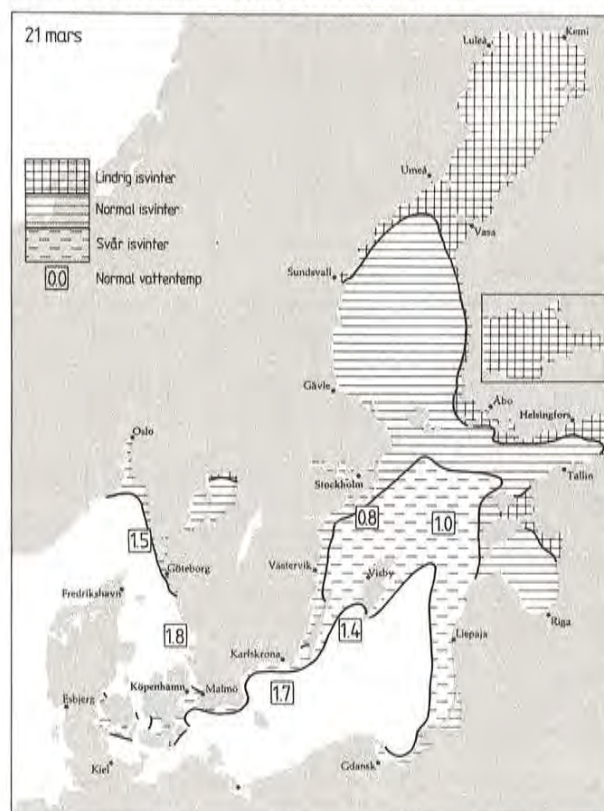 21 mars
Lindrig isvinter
Normal isvinter
Svår isvinter
0.0 Normal vattentemp
Luleå
Kemi
Umeå
Vasa
Sundsvall
Gävle
Åbo
Helsingfors
Oslo
Stockholm
Tallin
0.8
1.0
1.5
Göteborg
Västervik
Visby
Fredrikshavn
Riga
1.8
1.4
Liepaja
Karlskrona
Köpenhamn
Malmö
1.7
Esbjerg
Kiel
Gdansk